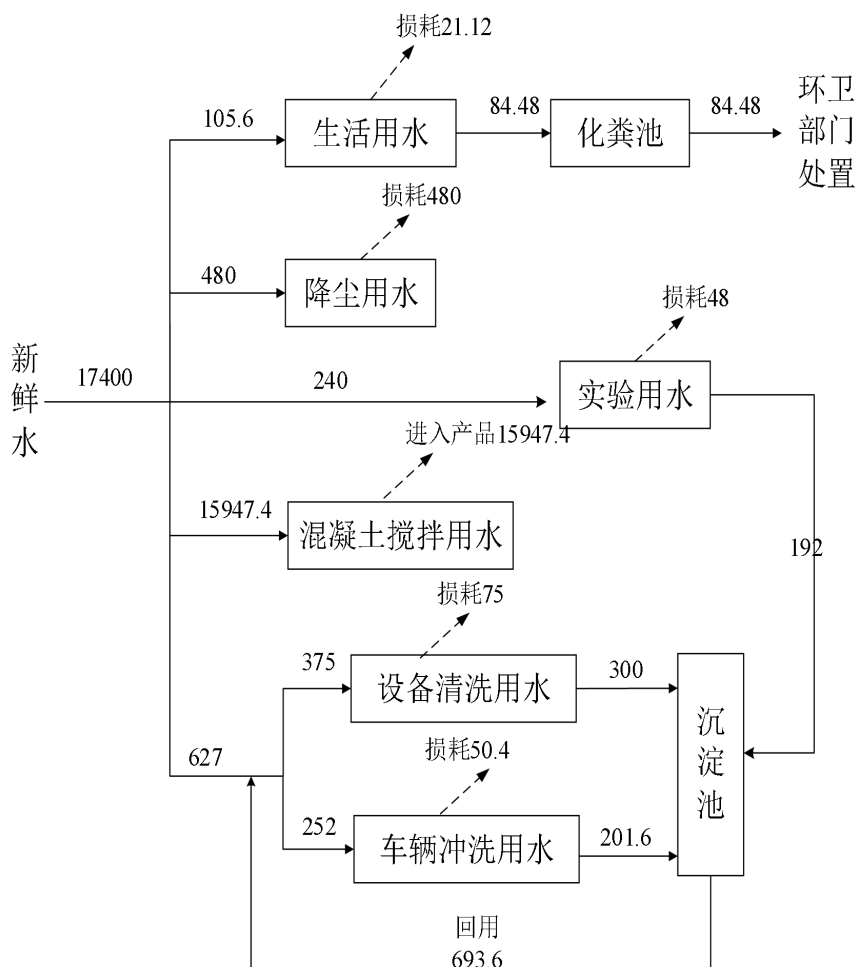 损耗21.12
105.6
生活用水
84.48
化粪池
84.48
环卫
部门
处置
损耗480
480
降尘用水
损耗48
新
鲜
水
17400
240
实验用水
进入产品15947.4
15947.4
混凝土搅拌用水
192
损耗75
375
设备清洗用水
300
沉
淀
池
627
损耗50.4
252
车辆冲洗用水
201.6
回用
693.6